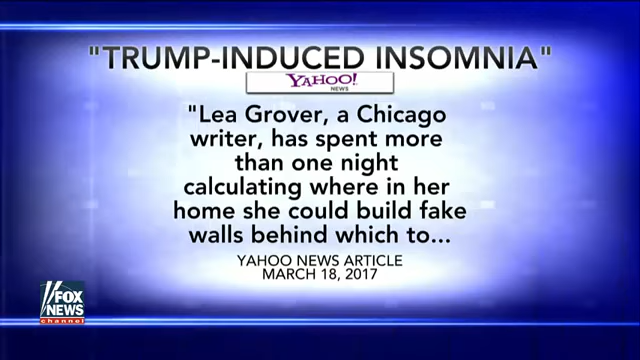 "TRUMP-INDUCED INSOMNIA"
YAHOO!
NEWS
"Lea Grover, a Chicago
writer, has spent more
than one night
calculating where in her
home she could build fake
walls behind which to...
YAHOO NEWS ARTICLE
MARCH 18, 2017
FOX
NEWS
channel